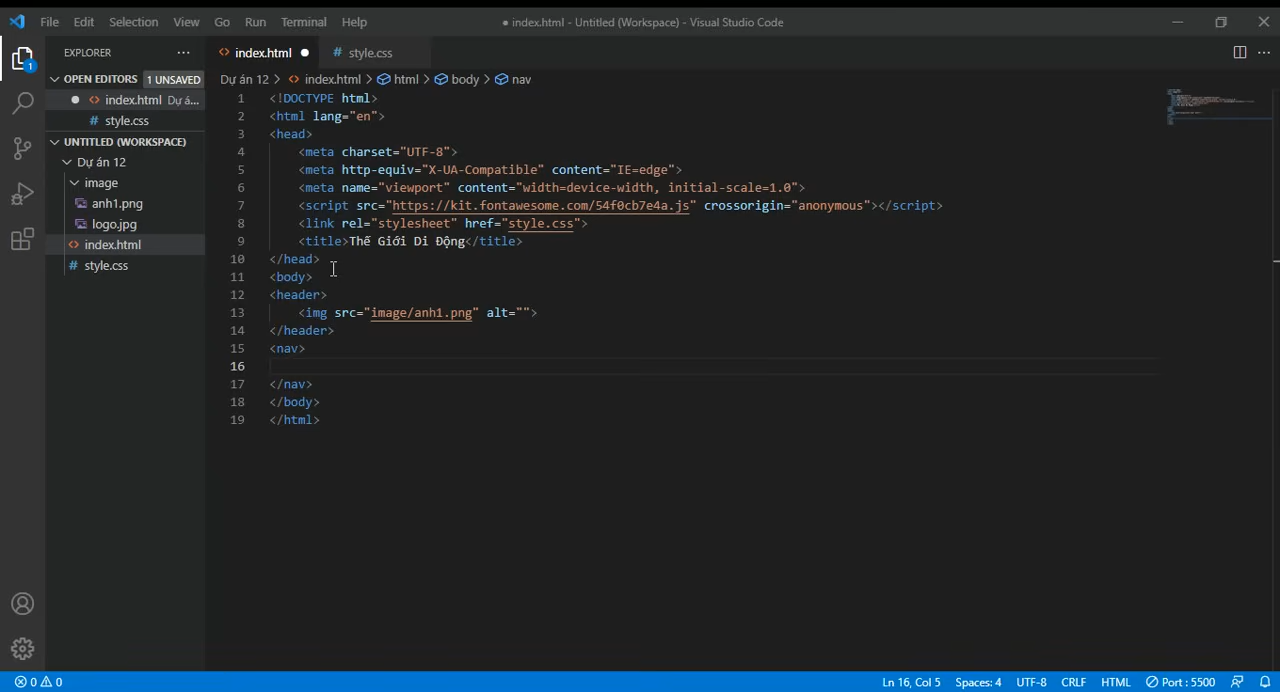 File Edit Selection View Go Run Terminal Help
● index.html - Untitled (Workspace) - Visual Studio Code
EXPLORER
index.html
# style.css
1
OPEN EDITORS 1 UNSAVED
index.html Dự á...
# style.css
UNTITLED (WORKSPACE)
Dự án 12
image
anh1.png
logo.jpg
index.html
# style.css
Dự án 12 > index.html > html > body > nav
1 <!DOCTYPE html>
2 <html lang="en">
3 <head>
4 <meta charset="UTF-8">
5 <meta http-equiv="X-UA-Compatible" content="IE=edge">
6 <meta name="viewport" content="width=device-width, initial-scale=1.0">
7 <script src="https://kit.fontawesome.com/54f0cb7e4a.js" crossorigin="anonymous"></script>
8 <link rel="stylesheet" href="style.css">
9 <title>Thế Giới Di Động</title>
10 </head>
11 <body>
12 <header>
13 <img src="image/anh1.png" alt="">
14 </header>
15 <nav>
16
17 </nav>
18 </body>
19 </html>
0 0
Ln 16, Col 5 Spaces: 4 UTF-8 CRLF HTML Port : 5500